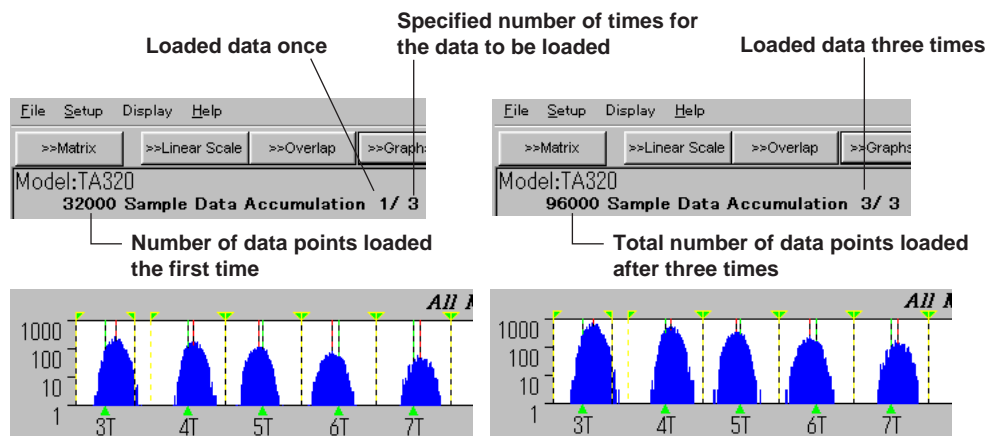 Specified number of times for
the data to be loaded
Loaded data once
Loaded data three times
File Setup Display Help
>>Matrix >>Linear Scale >>Overlap >>Graph
Model:TA320
32000 Sample Data Accumulation 1/ 3
Number of data points loaded
the first time
File Setup Display Help
>>Matrix >>Linear Scale >>Overlap >>Graphs
Model:TA320
96000 Sample Data Accumulation 3/ 3
Total number of data points loaded
after three times
All
1000
100
10
1
3T 4T 5T 6T 7T
All
1000
100
10
1
3T 4T 5T 6T 7T